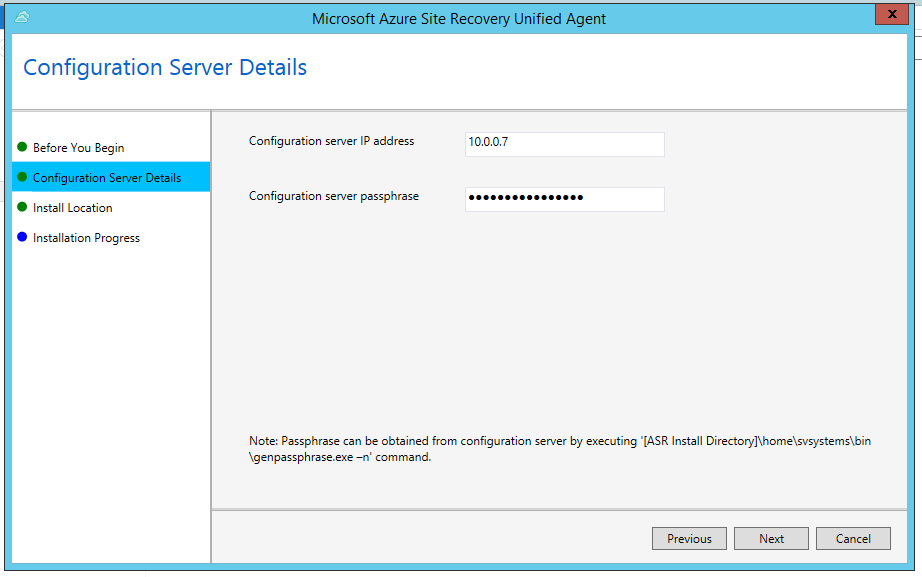 Microsoft Azure Site Recovery Unified Agent
x
Configuration Server Details
Before You Begin
Configuration Server Details
Install Location
Installation Progress
Configuration server IP address
10.0.0.7
Configuration server passphrase
●●●●●●●●●●●●●●●●
Note: Passphrase can be obtained from configuration server by executing '[ASR Install Directory]\home\svsystems\bin
\genpassphrase.exe –n' command.
Previous
Next
Cancel